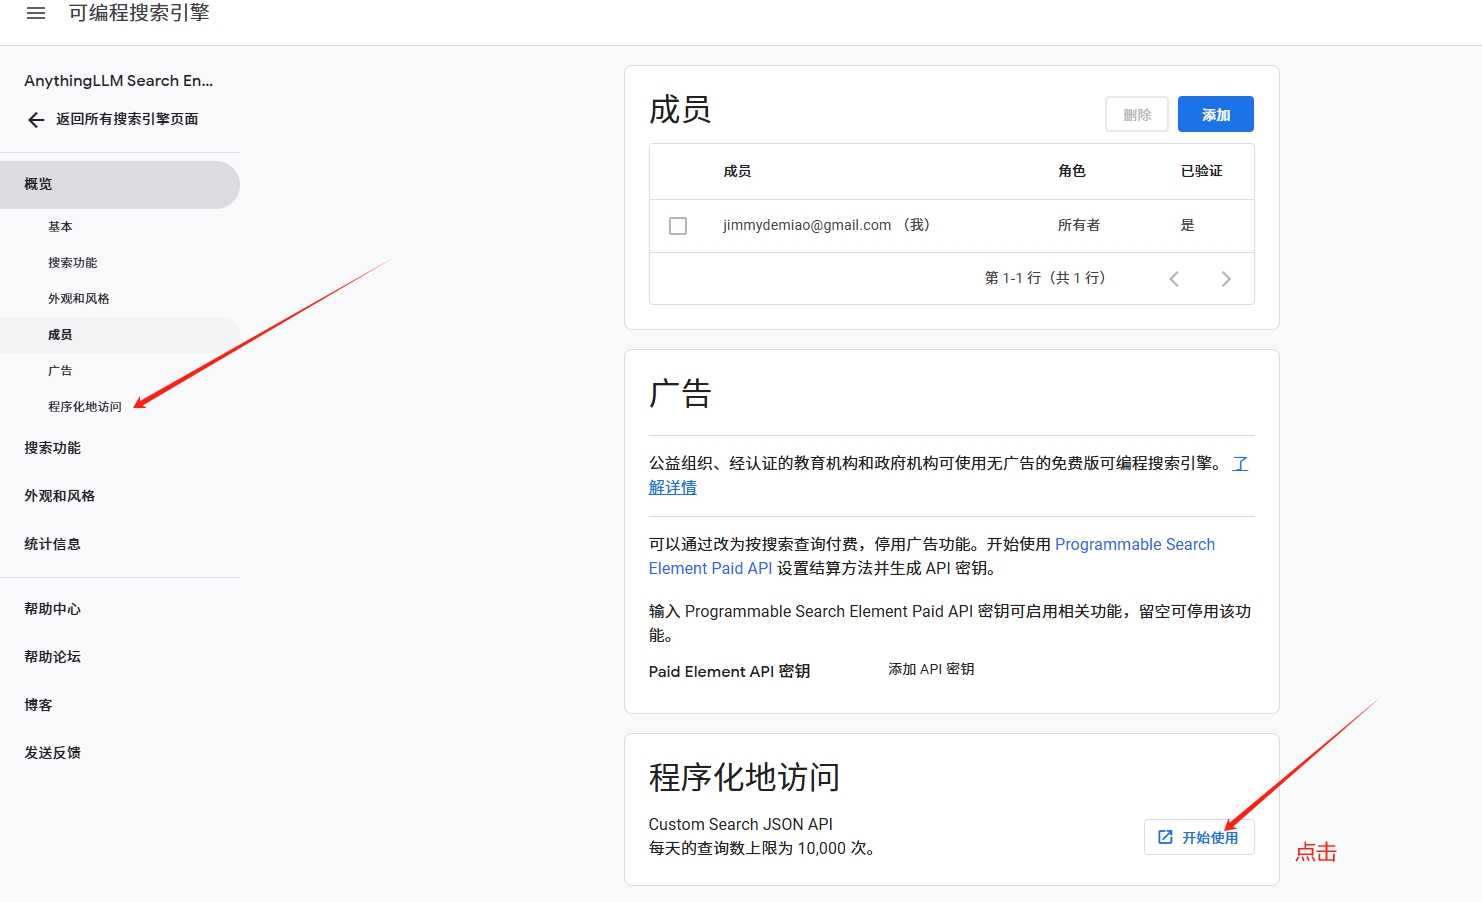 可编程搜索引擎
AnythingLLM Search En...
返回所有搜索引擎页面
概览
基本
搜索功能
外观和风格
成员
广告
程序化地访问
搜索功能
外观和风格
统计信息
帮助中心
帮助论坛
博客
发送反馈
成员
删除
添加
成员 角色 已验证
jimmydemiao@gmail.com （我） 所有者 是
第 1-1 行（共 1 行）
广告
公益组织、经认证的教育机构和政府机构可使用无广告的免费版可编程搜索引擎。 了
解详情
可以通过改为按搜索查询付费，停用广告功能。开始使用 Programmable Search
Element Paid API 设置结算方法并生成 API 密钥。
输入 Programmable Search Element Paid API 密钥可启用相关功能，留空可停用该功
能。
Paid Element API 密钥 添加 API 密钥
程序化地访问
Custom Search JSON API
每天的查询数上限为 10,000 次。
开始使用
点击